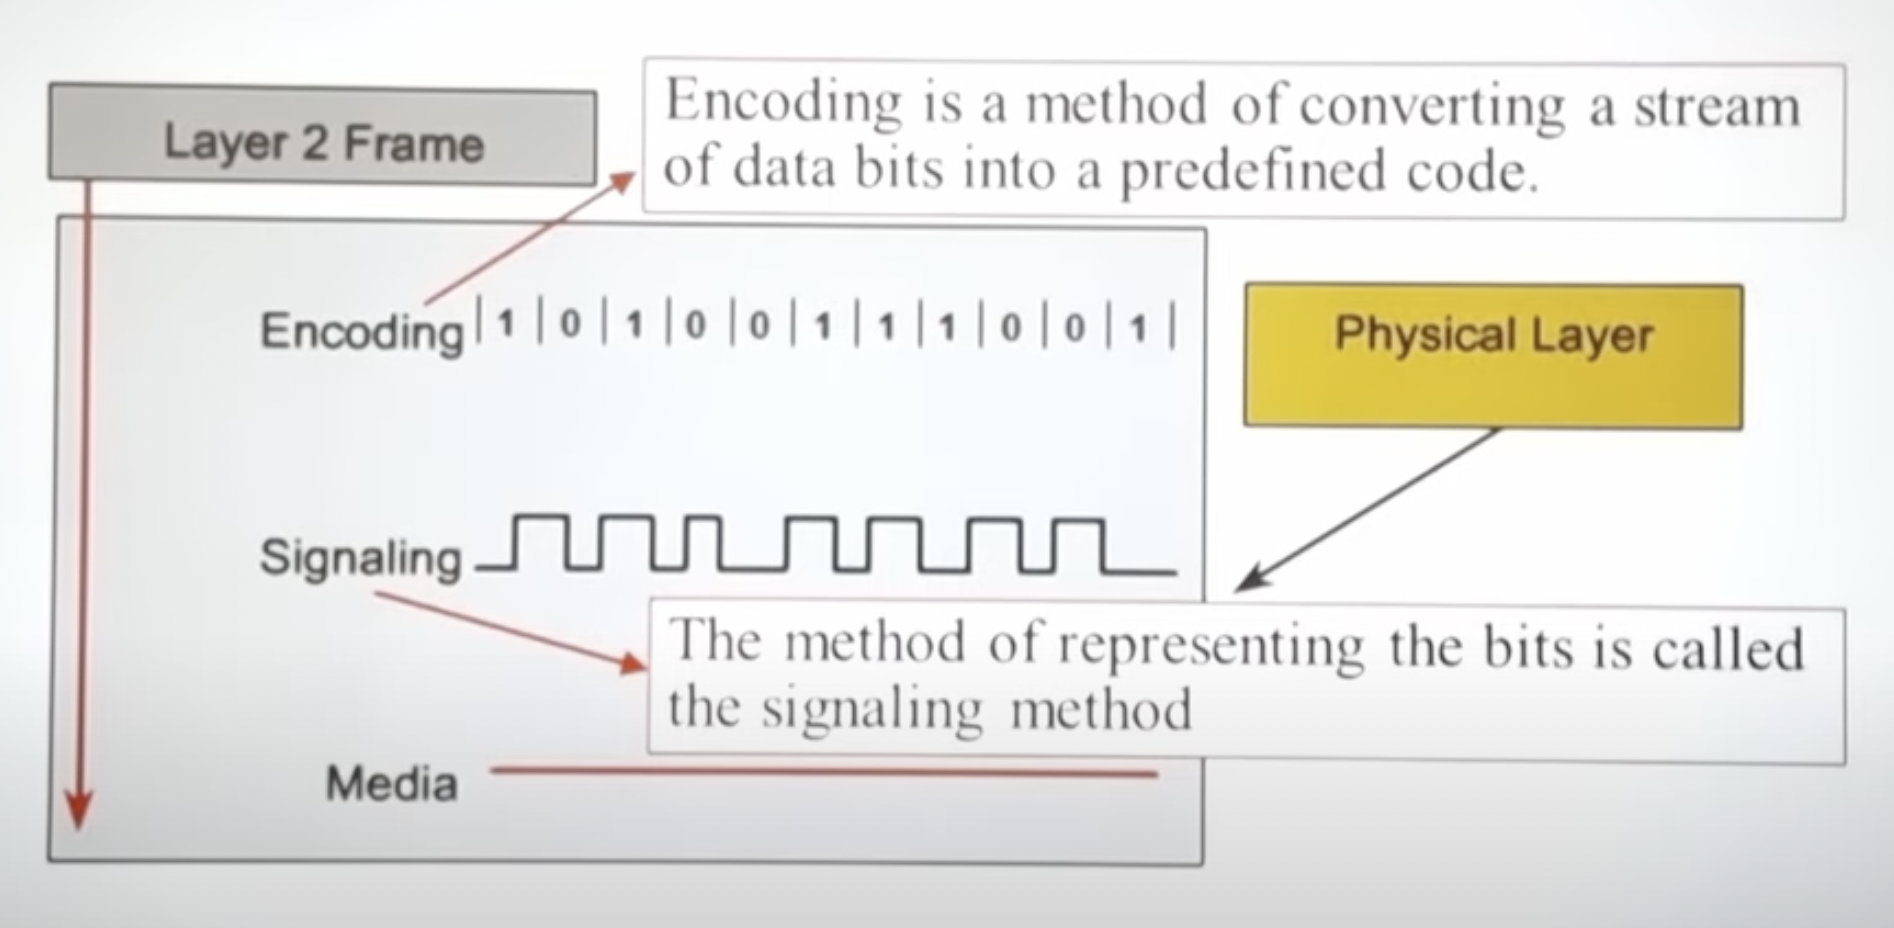 Layer 2 Frame
Encoding is a method of converting a stream
of data bits into a predefined code.
Encoding |1|0|1|0|0|1|1|1|0|0|1|
Physical Layer
Signaling
The method of representing the bits is called
the signaling method
Media